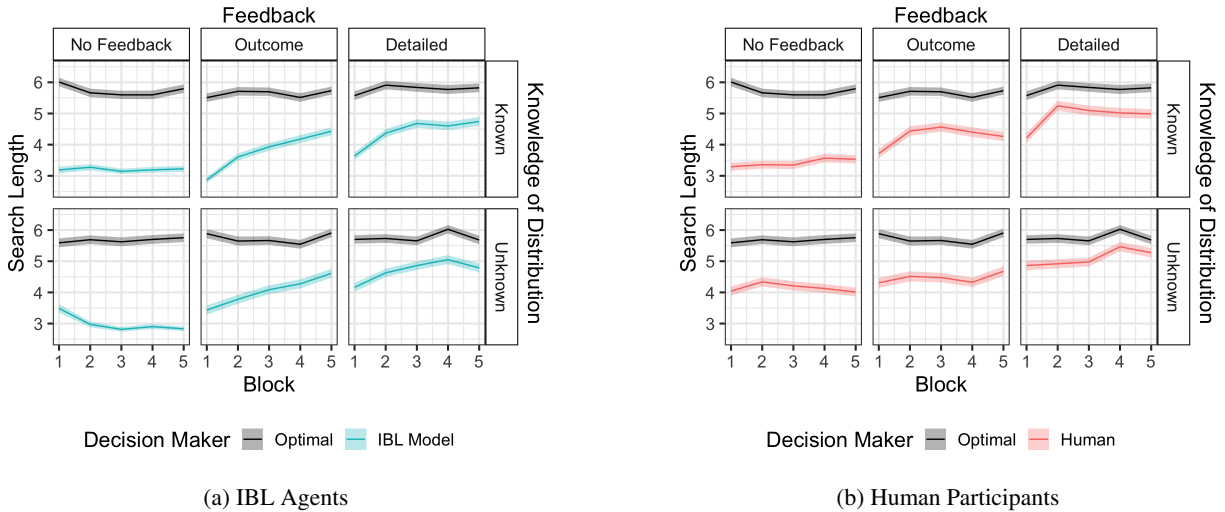 Feedback
No Feedback Outcome Detailed
Search Length
6
5
4
3
Known
6
5
4
3
Unknown
Knowledge of Distribution
1 2 3 4 5 1 2 3 4 5 1 2 3 4 5
Block
Decision Maker Optimal IBL Model
(a) IBL Agents
Feedback
No Feedback Outcome Detailed
Search Length
6
5
4
3
Known
6
5
4
3
Unknown
Knowledge of Distribution
1 2 3 4 5 1 2 3 4 5 1 2 3 4 5
Block
Decision Maker Optimal Human
(b) Human Participants